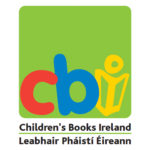 cbi
Children's Books Ireland
Leabhair Pháistí Éireann